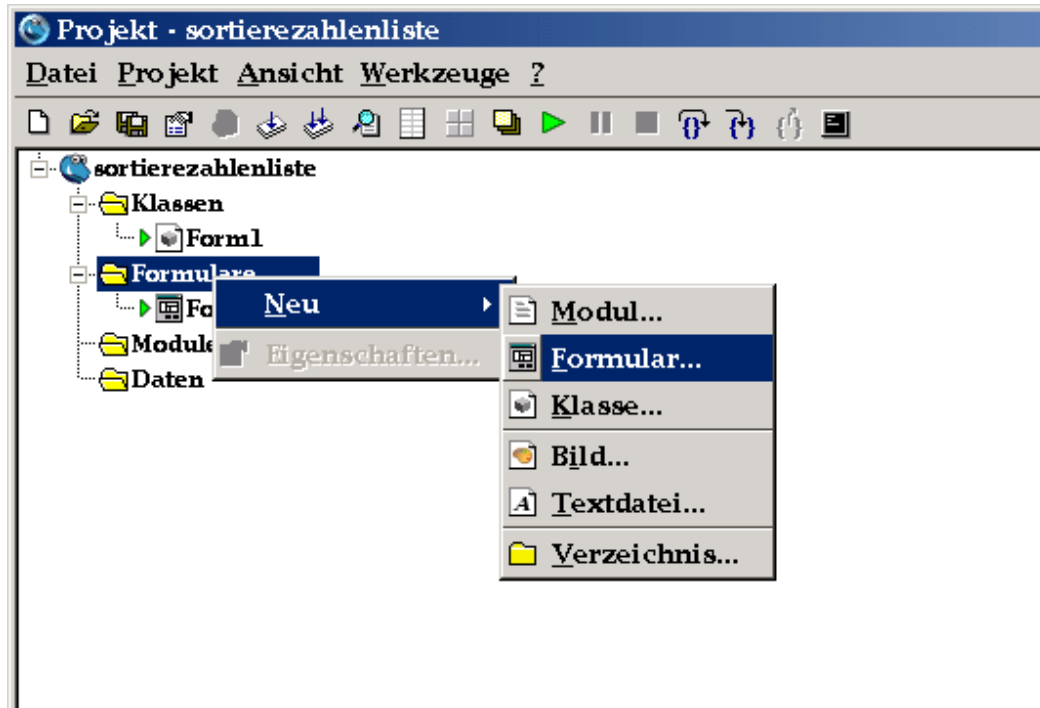 Projekt - sortierezahlenliste
Datei Projekt Ansicht Werkzeuge ?
sortierezahlenliste
Klassen
Form1
Formulare
Fo
Module
Daten
Neu
Eigenschaften...
Modul...
Formular...
Klasse...
Bild...
Textdatei...
Verzeichnis...